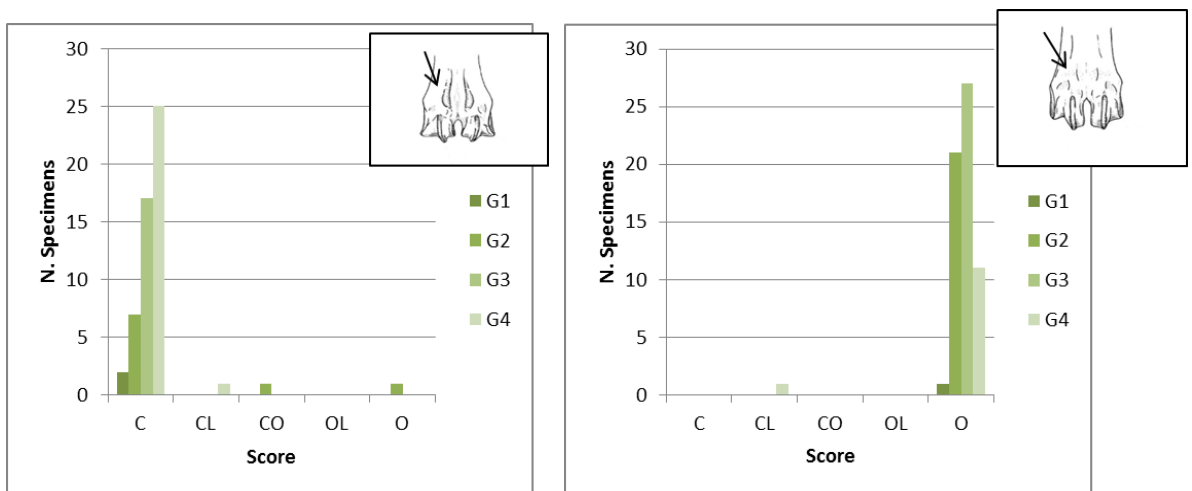 30
25
20
15
10
5
0
N. Specimens
C CL CO OL O
Score
G1
G2
G3
G4
30
25
20
15
10
5
0
N. Specimens
C CL CO OL O
Score
G1
G2
G3
G4